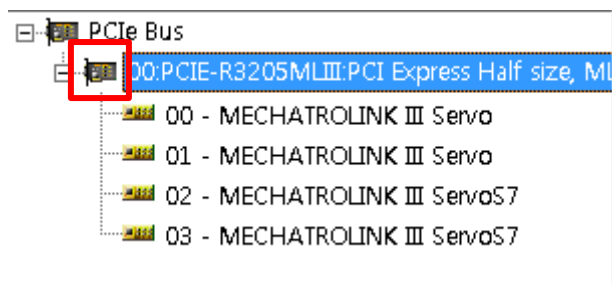 PCIe Bus
00:PCIE-R3205MLⅢ:PCI Express Half size, ML
00 - MECHATROLINK Ⅲ Servo
01 - MECHATROLINK Ⅲ Servo
02 - MECHATROLINK Ⅲ ServoS7
03 - MECHATROLINK Ⅲ ServoS7